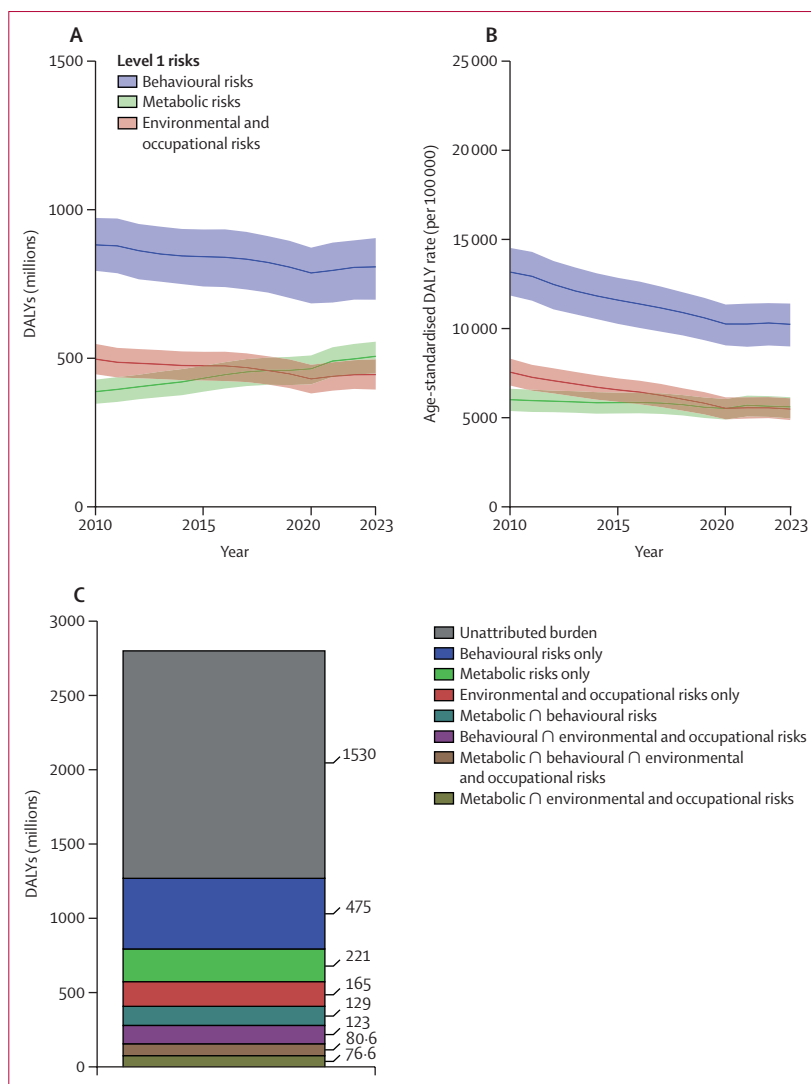 A
Level 1 risks
Behavioural risks
Metabolic risks
Environmental and
occupational risks
DALYs (millions)
1500
1000
500
0
2010
2015
2020
2023
Year
B
Age-standardised DALY rate (per 100 000)
25 000
20 000
15 000
10 000
5000
0
2010
2015
2020
2023
Year
C
DALYs (millions)
3000
2500
2000
1500
1000
500
0
1530
475
221
165
129
123
80·6
76·6
Unattributed burden
Behavioural risks only
Metabolic risks only
Environmental and occupational risks only
Metabolic ∩ behavioural risks
Behavioural ∩ environmental and occupational risks
Metabolic ∩ behavioural ∩ environmental
and occupational risks
Metabolic ∩ environmental and occupational risks